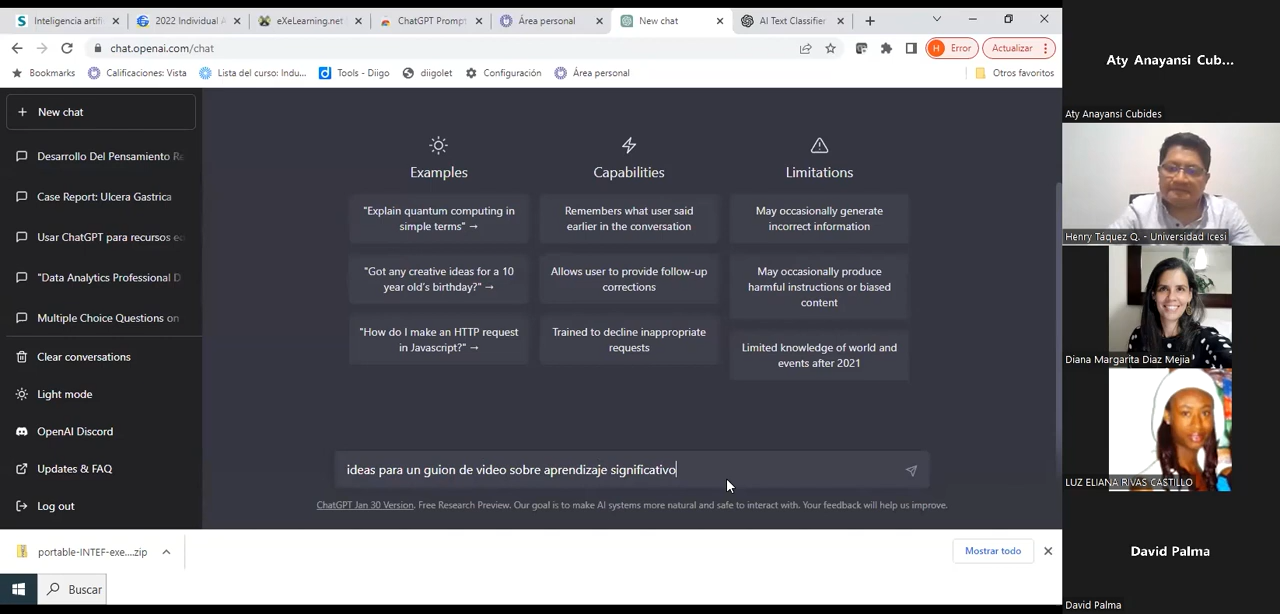 Inteligencia artifi
2022 Individual A
eXeLearning.net
ChatGPT Prompt
Área personal
New chat
AI Text Classifier
chat.openai.com/chat
H Error
Actualizar
Bookmarks
Calificaciones: Vista
Lista del curso: Indu...
Tools - Diigo
diigolet
Configuración
Área personal
Otros favoritos
New chat
Desarrollo Del Pensamiento Re
Case Report: Ulcera Gastrica
Usar ChatGPT para recursos ed
"Data Analytics Professional D
Multiple Choice Questions on
Clear conversations
Light mode
OpenAI Discord
Updates & FAQ
Log out
Examples
"Explain quantum computing in
simple terms" →
"Got any creative ideas for a 10
year old's birthday?" →
"How do I make an HTTP request
in Javascript?" →
Capabilities
Remembers what user said
earlier in the conversation
Allows user to provide follow-up
corrections
Trained to decline inappropriate
requests
Limitations
May occasionally generate
incorrect information
May occasionally produce
harmful instructions or biased
content
Limited knowledge of world and
events after 2021
ideas para un guion de video sobre aprendizaje significativo
ChatGPT Jan 30 Version. Free Research Preview. Our goal is to make AI systems more natural and safe to interact with. Your feedback will help us improve.
portable-INTEF-exe....zip
Mostrar todo
Buscar
Aty Anayansi Cub...
Aty Anayansi Cubides
Henry Táquez Q. - Universidad Icesi
Diana Margarita Diaz Mejia
LUZ ELIANA RIVAS CASTILLO
David Palma
David Palma